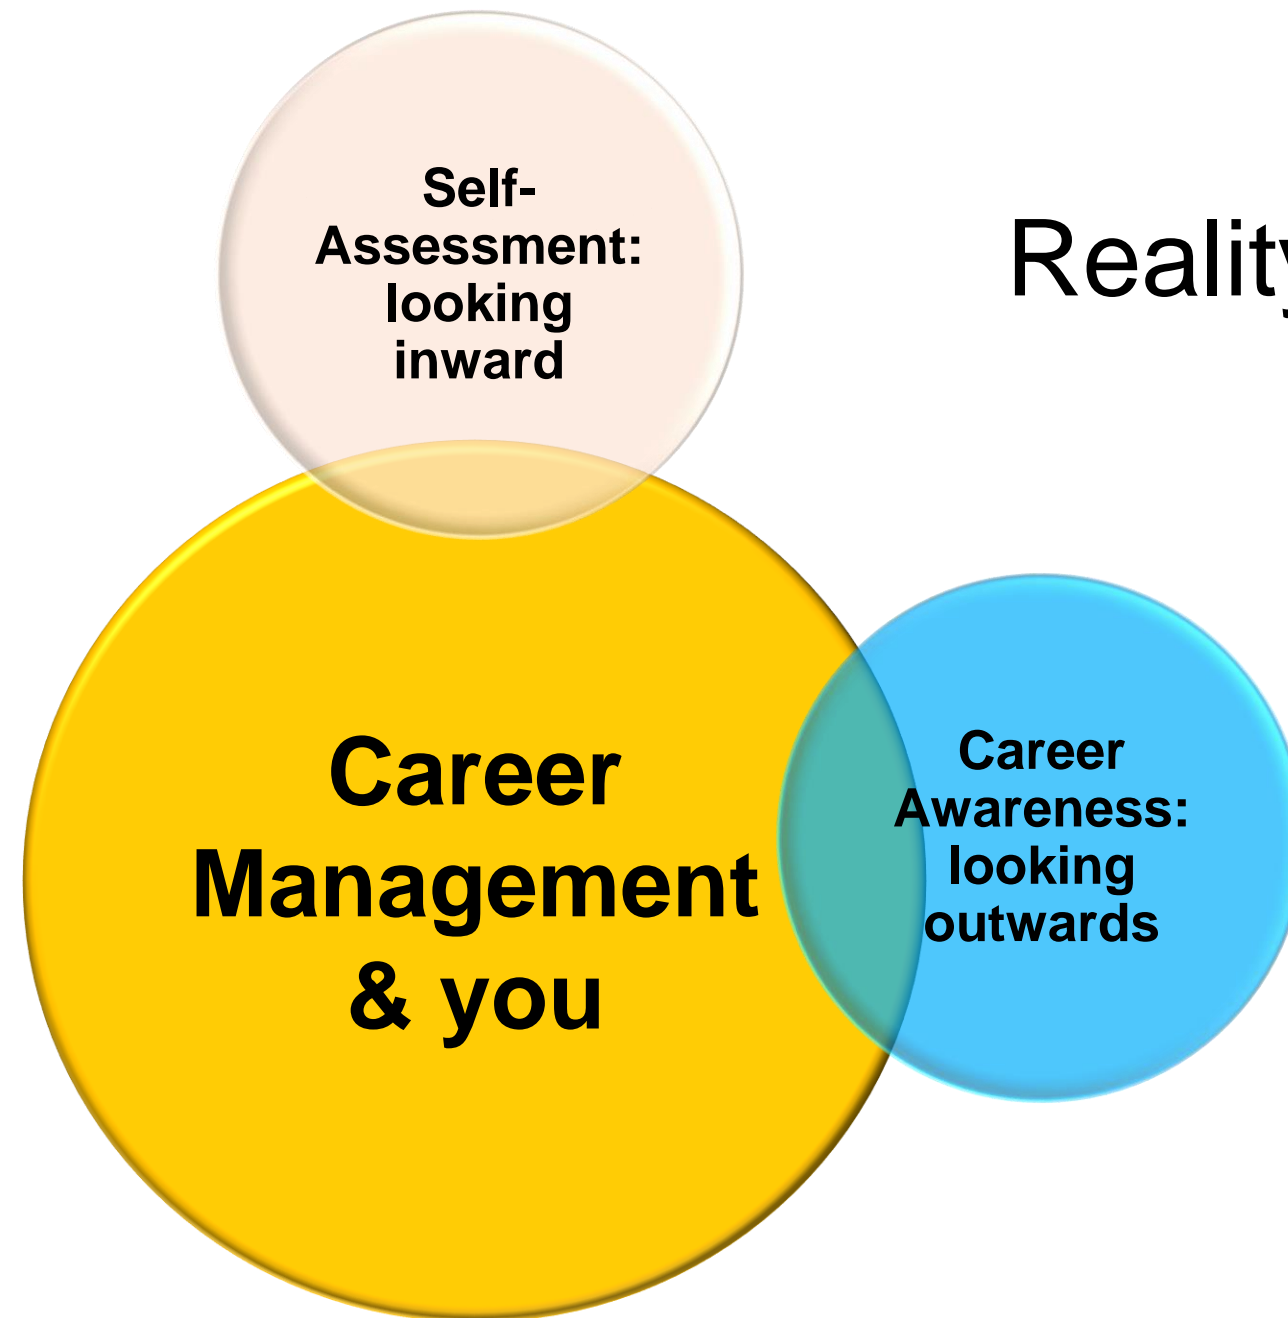 Self-
Assessment:
looking
inward
Reality
Career
Management
& you
Career
Awareness:
looking
outwards